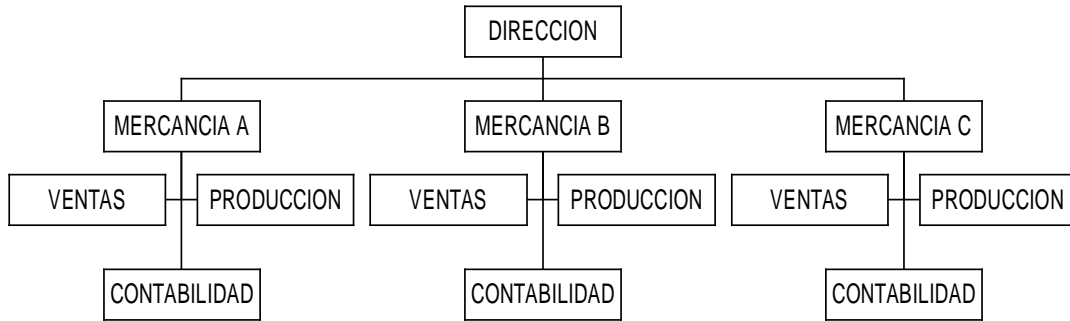 DIRECCION
MERCANCIA A
MERCANCIA B
MERCANCIA C
VENTAS
PRODUCCION
VENTAS
PRODUCCION
VENTAS
PRODUCCION
CONTABILIDAD
CONTABILIDAD
CONTABILIDAD